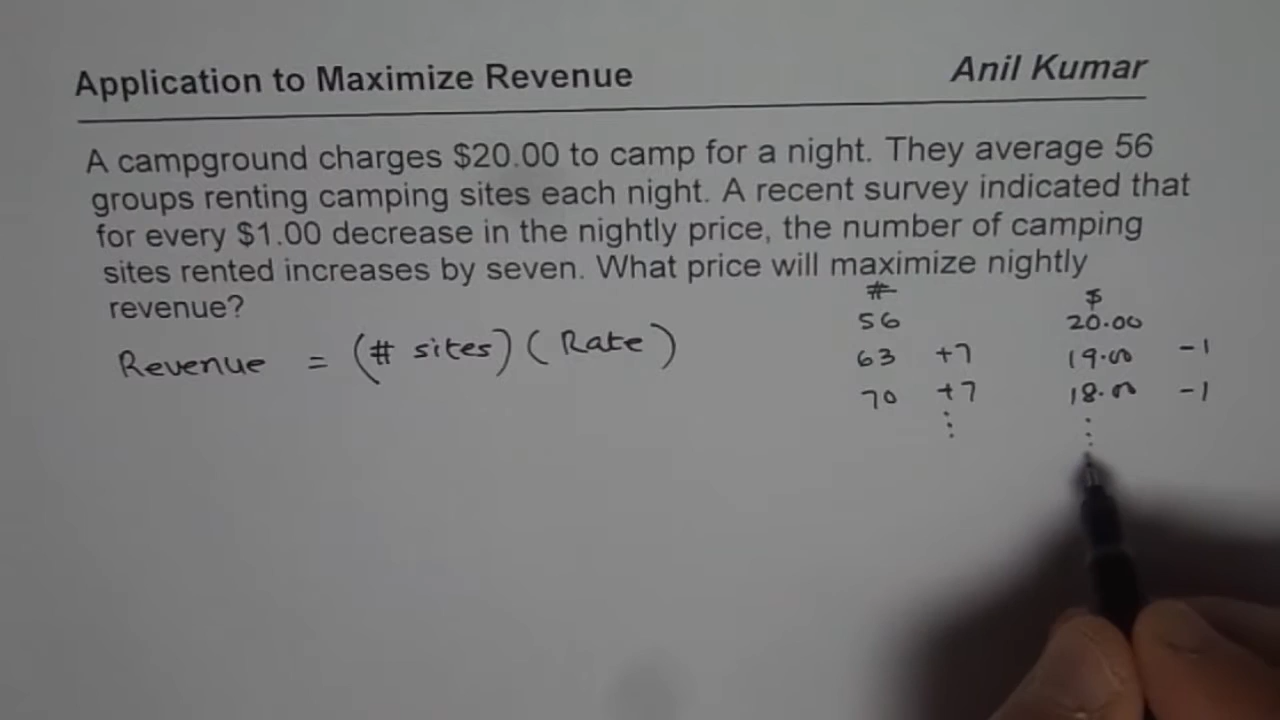 Application to Maximize Revenue Anil Kumar
A campground charges $20.00 to camp for a night. They average 56
groups renting camping sites each night. A recent survey indicated that
for every $1.00 decrease in the nightly price, the number of camping
sites rented increases by seven. What price will maximize nightly
revenue?
# $
56 20.00
Revenue = (# sites) (Rate)
63 +7 19.00 -1
70 +7 18.00 -1